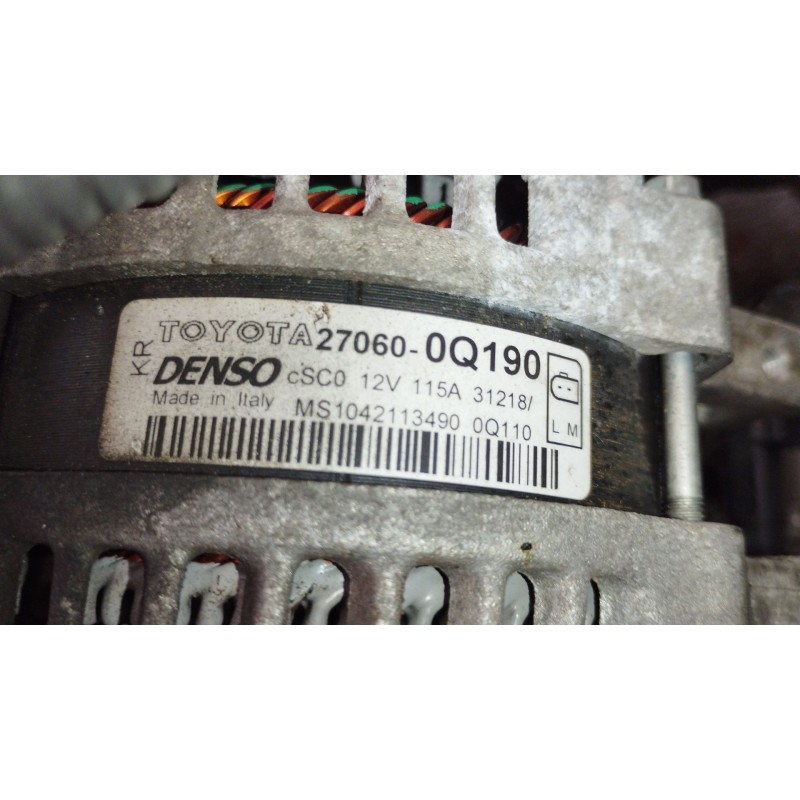 KR
TOYOTA 27060- 0Q190
DENSO cSC0 12V 115A 31218/
Made in Italy MS1042113490 0Q110
L M